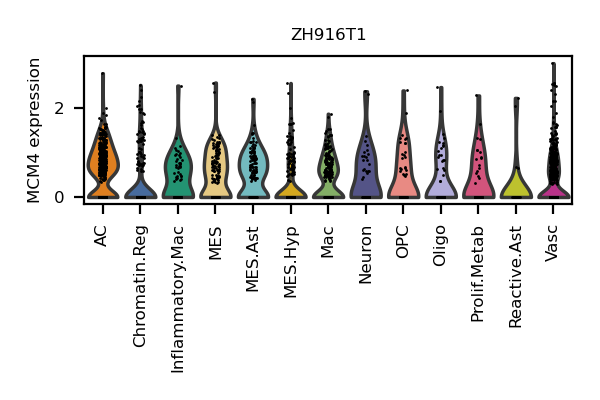 ZH916T1
MCM4 expression
2
0
AC
Chromatin.Reg
Inflammatory.Mac
MES
MES.Ast
MES.Hyp
Mac
Neuron
OPC
Oligo
Prolif.Metab
Reactive.Ast
Vasc